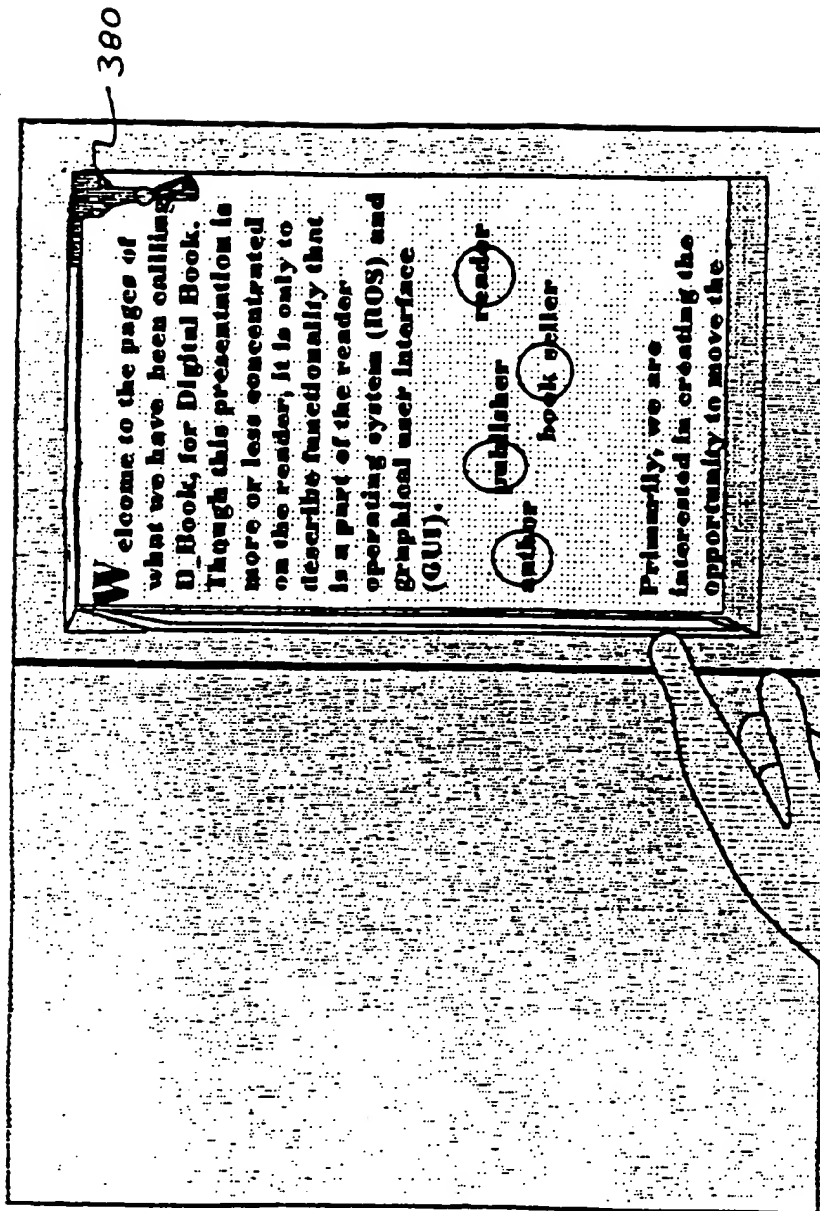 380
Welcome to the pages of
what we have been callling
D_Book, for Digital Book.
Though this presentation is
more or less concentrated
on the reader, it is only to
describe functionality that
is a part of the reader
operating system (ROS) and
graphical user interface
(GUI).
author publisher reader
book seller
Primarily, we are
interested in creating the
opportunity to move the